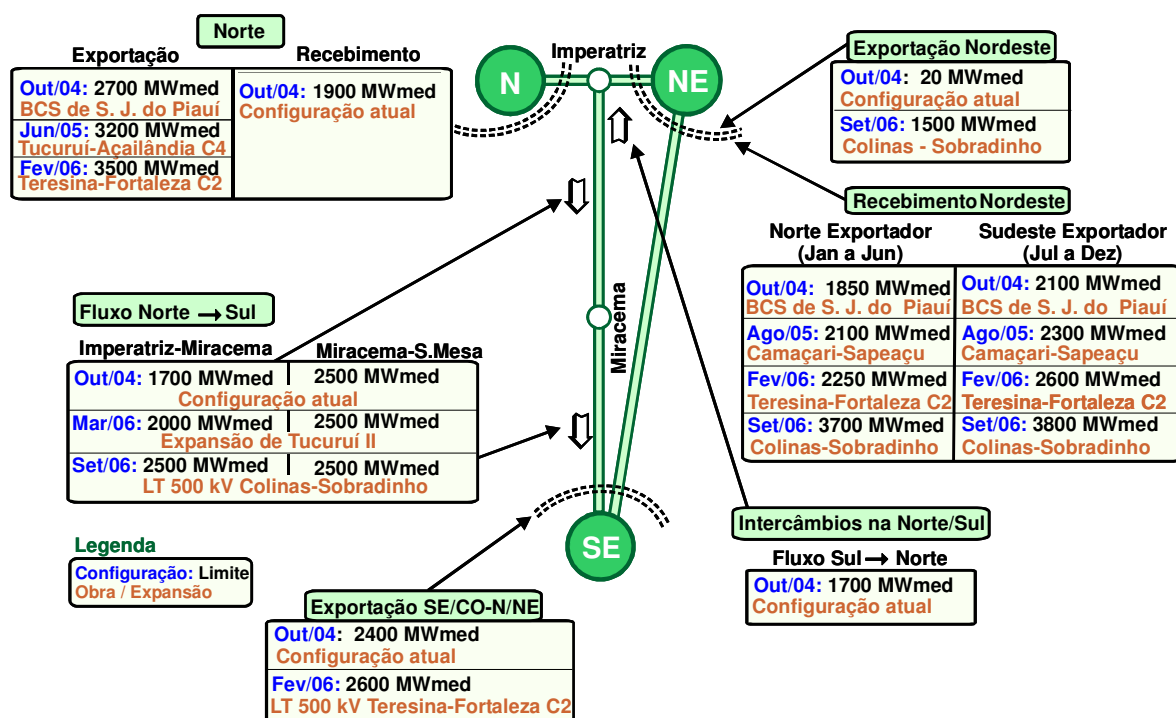 Norte
Exportação
Recebimento
Out/04: 2700 MWmed
BCS de S. J. do Piauí
Jun/05: 3200 MWmed
Tucuruí-Açailândia C4
Fev/06: 3500 MWmed
Teresina-Fortaleza C2
Out/04: 1900 MWmed
Configuração atual
Imperatriz
N
NE
Exportação Nordeste
Out/04: 20 MWmed
Configuração atual
Set/06: 1500 MWmed
Colinas - Sobradinho
Recebimento Nordeste
Norte Exportador
(Jan a Jun)
Out/04: 1850 MWmed
BCS de S. J. do Piauí
Ago/05: 2100 MWmed
Camaçari-Sapeaçu
Fev/06: 2250 MWmed
Teresina-Fortaleza C2
Set/06: 3700 MWmed
Colinas-Sobradinho
Sudeste Exportador
(Jul a Dez)
Out/04: 2100 MWmed
BCS de S. J. do Piauí
Ago/05: 2300 MWmed
Camaçari-Sapeaçu
Fev/06: 2600 MWmed
Teresina-Fortaleza C2
Set/06: 3800 MWmed
Colinas-Sobradinho
Miracema
Fluxo Norte → Sul
Imperatriz-Miracema
Miracema-S.Mesa
Out/04: 1700 MWmed
2500 MWmed
Configuração atual
Mar/06: 2000 MWmed
2500 MWmed
Expansão de Tucuruí II
Set/06: 2500 MWmed
2500 MWmed
LT 500 kV Colinas-Sobradinho
SE
Intercâmbios na Norte/Sul
Fluxo Sul → Norte
Out/04: 1700 MWmed
Configuração atual
Legenda
Configuração: Limite
Obra / Expansão
Exportação SE/CO-N/NE
Out/04: 2400 MWmed
Configuração atual
Fev/06: 2600 MWmed
LT 500 kV Teresina-Fortaleza C2